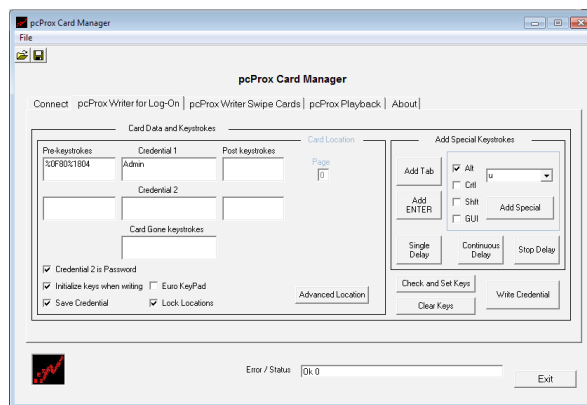 pcProx Card Manager
File
pcProx Card Manager
Connect pcProx Writer for Log-On pcProx Writer Swipe Cards pcProx Playback About
Card Data and Keystrokes
Card Location
Add Special Keystrokes
Pre-keystrokes Credential 1 Post keystrokes
Page
%0F80%1804 Admin
0
Add Tab
Alt
u
Crtl
Credential 2
Add ENTER
Shift
Add Special
GUI
Card Gone keystrokes
Single Delay
Continuous Delay
Stop Delay
Credential 2 is Password
Initialize keys when writing Euro KeyPad
Save Credential Lock Locations
Advanced Location
Check and Set Keys
Write Credential
Clear Keys
Error / Status Ok 0
Exit